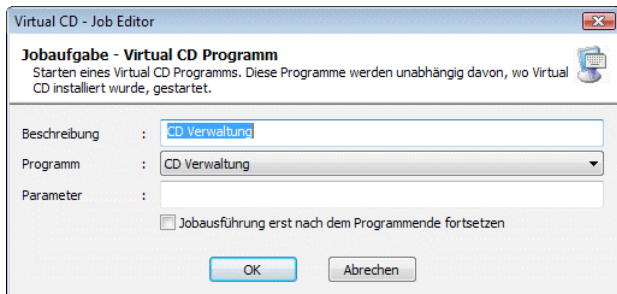 Virtual CD - Job Editor
Jobaufgabe - Virtual CD Programm
Starten eines Virtual CD Programms. Diese Programme werden unabhängig davon, wo Virtual
CD installiert wurde, gestartet.
Beschreibung : CD Verwaltung
Programm : CD Verwaltung
Parameter :
Jobausführung erst nach dem Programmende fortsetzen
OK Abrechen